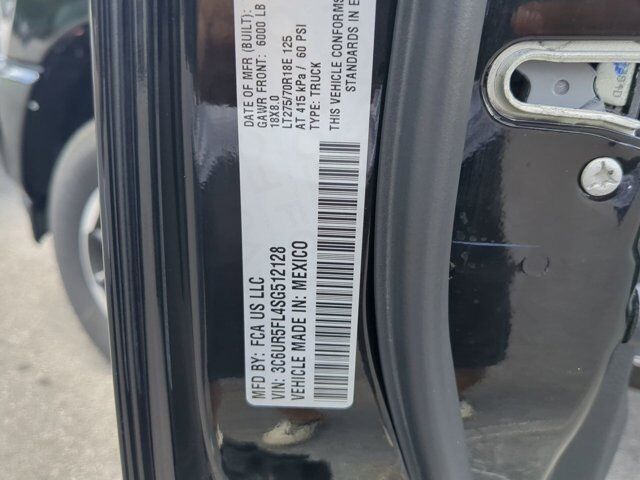 MFD BY: FCA US LLC
VIN: 3C6UR5FL4SG512128
VEHICLE MADE IN: MEXICO
DATE OF MFR (BUILT):
GAWR FRONT: 6000 LB
18X8.0
LT275/70R18E 125
AT 415 kPa / 60 PSI
TYPE: TRUCK
THIS VEHICLE CONFORMS
STANDARDS IN E